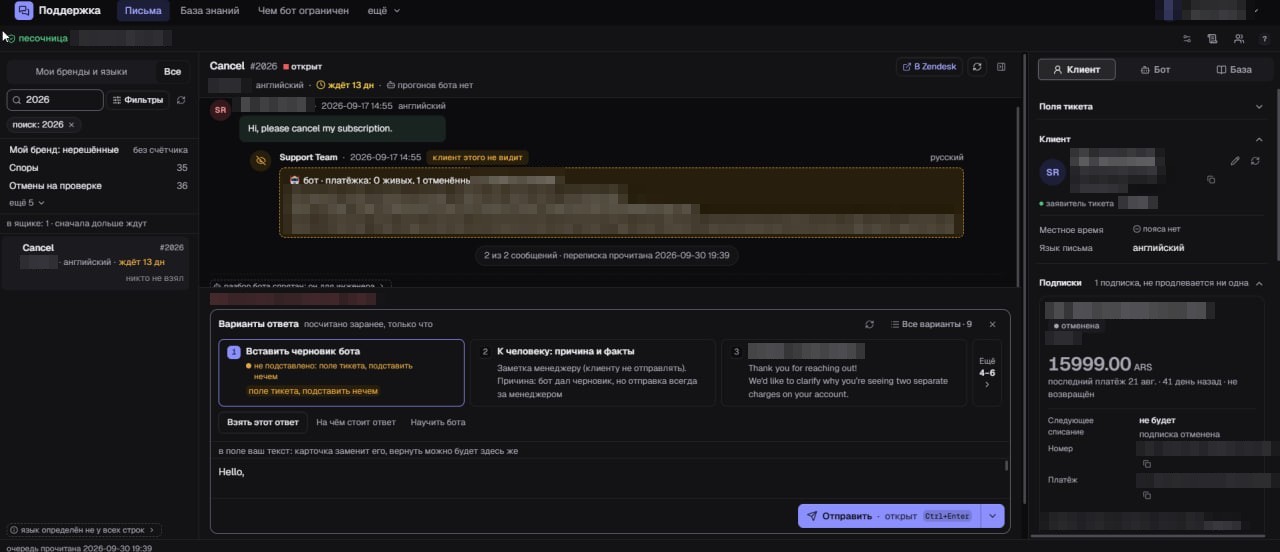 Поддержка Письма База знаний Чем бот ограничен ещё
песочница
Мои бренды и языки Все
2026 Фильтры
поиск: 2026 ×
Мой бренд: нерешённые без счётчика
Споры 35
Отмены на проверке 36
ещё 5
в ящике: 1 · сначала дольше ждут
Cancel #2026
· английский · ждёт 13 дн
никто не взял
язык определён не у всех строк >
очередь прочитана 2026-09-30 19:39
Cancel #2026 открыт В Zendesk
английский · ждёт 13 дн · прогонов бота нет
SR · 2026-09-17 14:55 английский
Hi, please cancel my subscription.
Support Team · 2026-09-17 14:55 клиент этого не видит русский
бот · платёжка: 0 живых, 1 отменённы
2 из 2 сообщений · переписка прочитана 2026-09-30 19:39
разбор бота спрятан: он для инженера >
Варианты ответа посчитано заранее, только что Все варианты · 9 ×
1 Вставить черновик бота
не подставлено: поле тикета, подставить
нечем
поле тикета, подставить нечем
2 К человеку: причина и факты
Заметка менеджеру (клиенту не отправлять).
Причина: бот дал черновик, но отправка всегда
за менеджером
3
Thank you for reaching out!
We'd like to clarify why you're seeing two separate
charges on your account.
Ещё
4–6
>
Взять этот ответ На чём стоит ответ Научить бота
в поле ваш текст: карточка заменит его, вернуть можно будет здесь же
Hello,
Отправить · открыт Ctrl+Enter
?
Клиент Бот База
Поля тикета
Клиент
SR
заявитель тикета
Местное время пояса нет
Язык письма английский
Подписки 1 подписка, не продлевается ни одна
отменена
15999.00 ARS
последний платёж 21 авг. · 41 день назад · не
возвращён
Следующее не будет
списание подписка отменена
Номер
Платёж